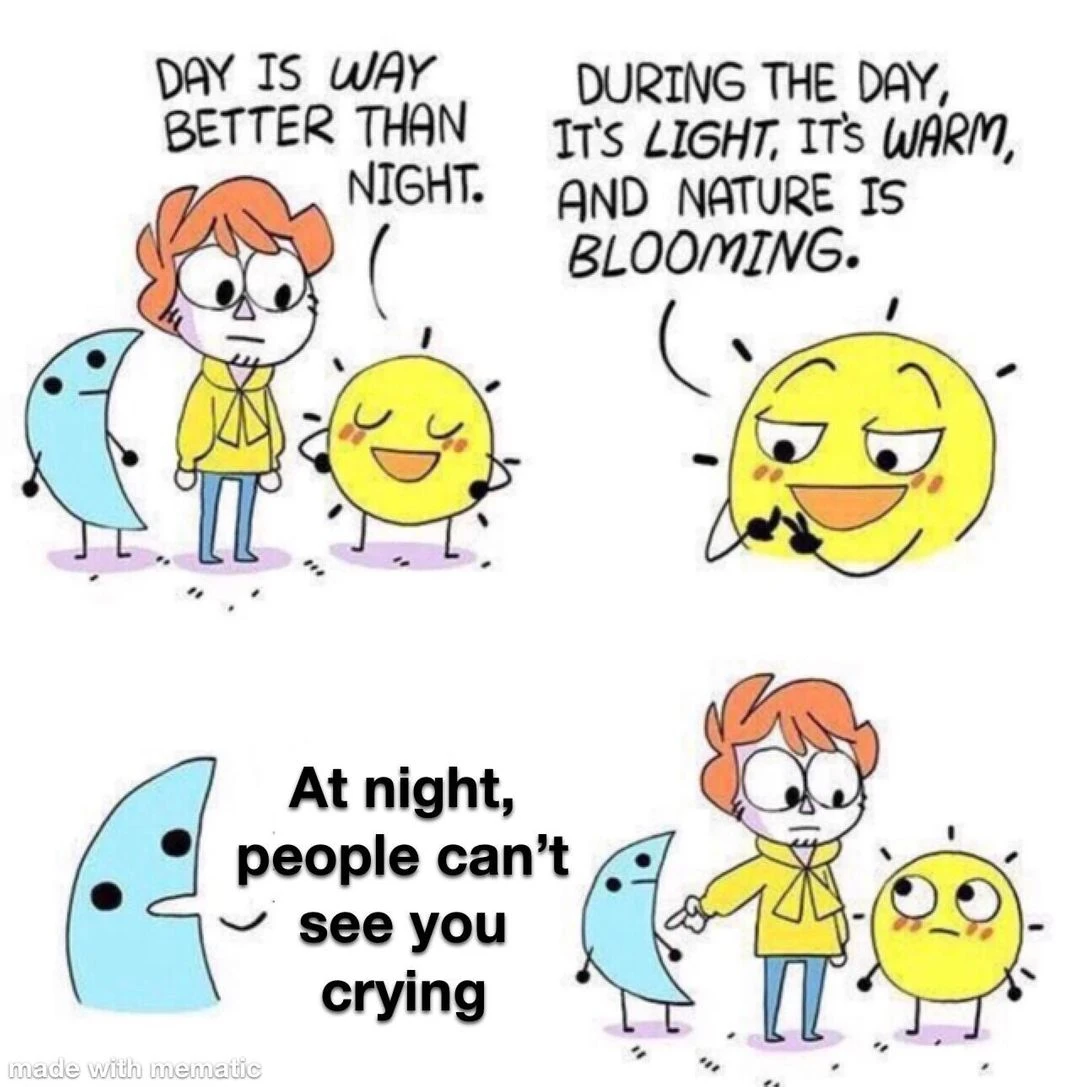 DAY IS WAY
BETTER THAN
NIGHT.
DURING THE DAY,
IT'S LIGHT, IT'S WARM,
AND NATURE IS
BLOOMING.
At night,
people can’t
see you
crying
made with mematic